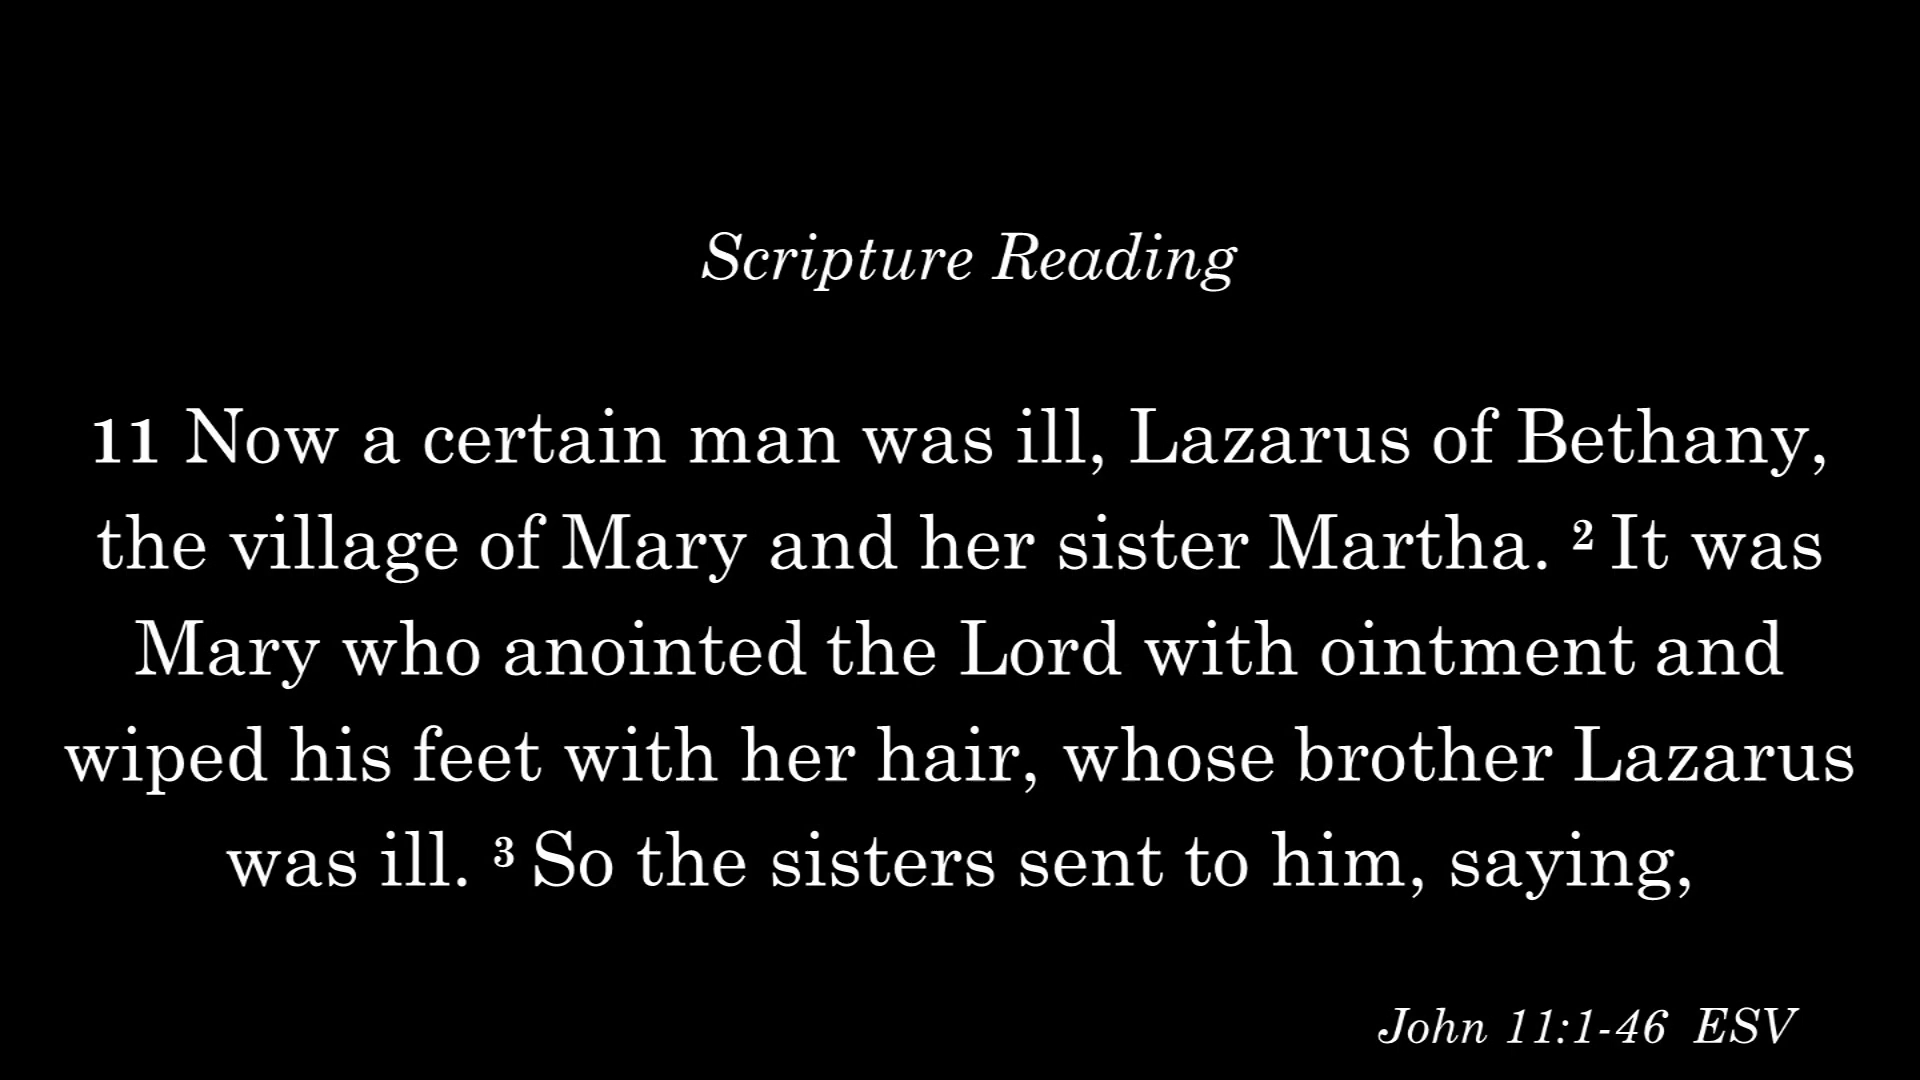 Scripture Reading
11 Now a certain man was ill, Lazarus of Bethany,
the village of Mary and her sister Martha. ² It was
Mary who anointed the Lord with ointment and
wiped his feet with her hair, whose brother Lazarus
was ill. ³ So the sisters sent to him, saying,
John 11:1-46 ESV